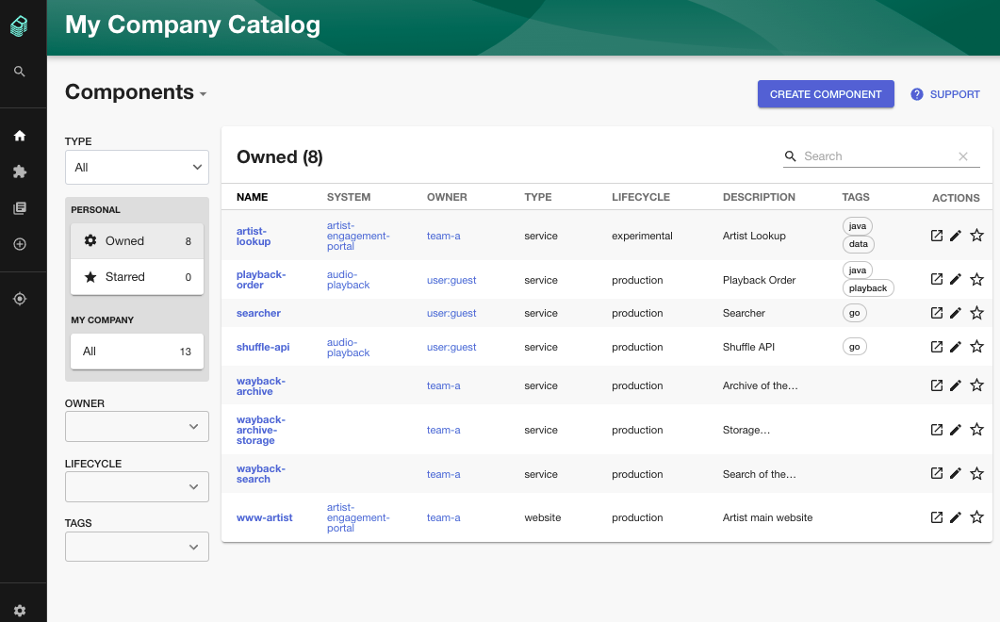 My Company Catalog
Components
CREATE COMPONENT
SUPPORT
TYPE
All
PERSONAL
Owned 8
Starred 0
MY COMPANY
All 13
OWNER
LIFECYCLE
TAGS
Owned (8)
Search
NAME SYSTEM OWNER TYPE LIFECYCLE DESCRIPTION TAGS ACTIONS
artist-
lookup
artist-
engagement-
portal
team-a
service
experimental
Artist Lookup
java
data
playback-
order
audio-
playback
user:guest
service
production
Playback Order
java
playback
searcher
user:guest
service
production
Searcher
go
shuffle-api
audio-
playback
user:guest
service
production
Shuffle API
go
wayback-
archive
team-a
service
production
Archive of the…
wayback-
archive-
storage
team-a
service
production
Storage…
wayback-
search
team-a
service
production
Search of the…
www-artist
artist-
engagement-
portal
team-a
website
production
Artist main website